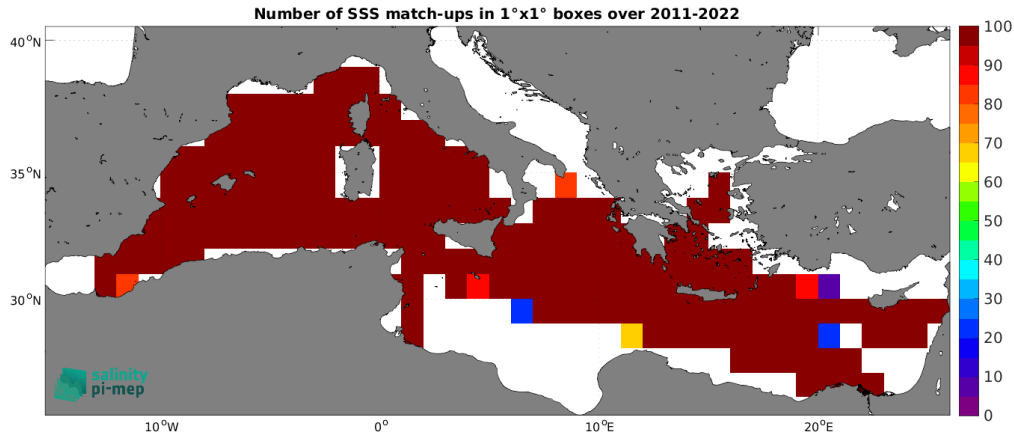 Number of SSS match-ups in 1°x1° boxes over 2011-2022
40°N
35°N
30°N
10°W
0°
10°E
20°E
100
90
80
70
60
50
40
30
20
10
0
salinity
pi-mep